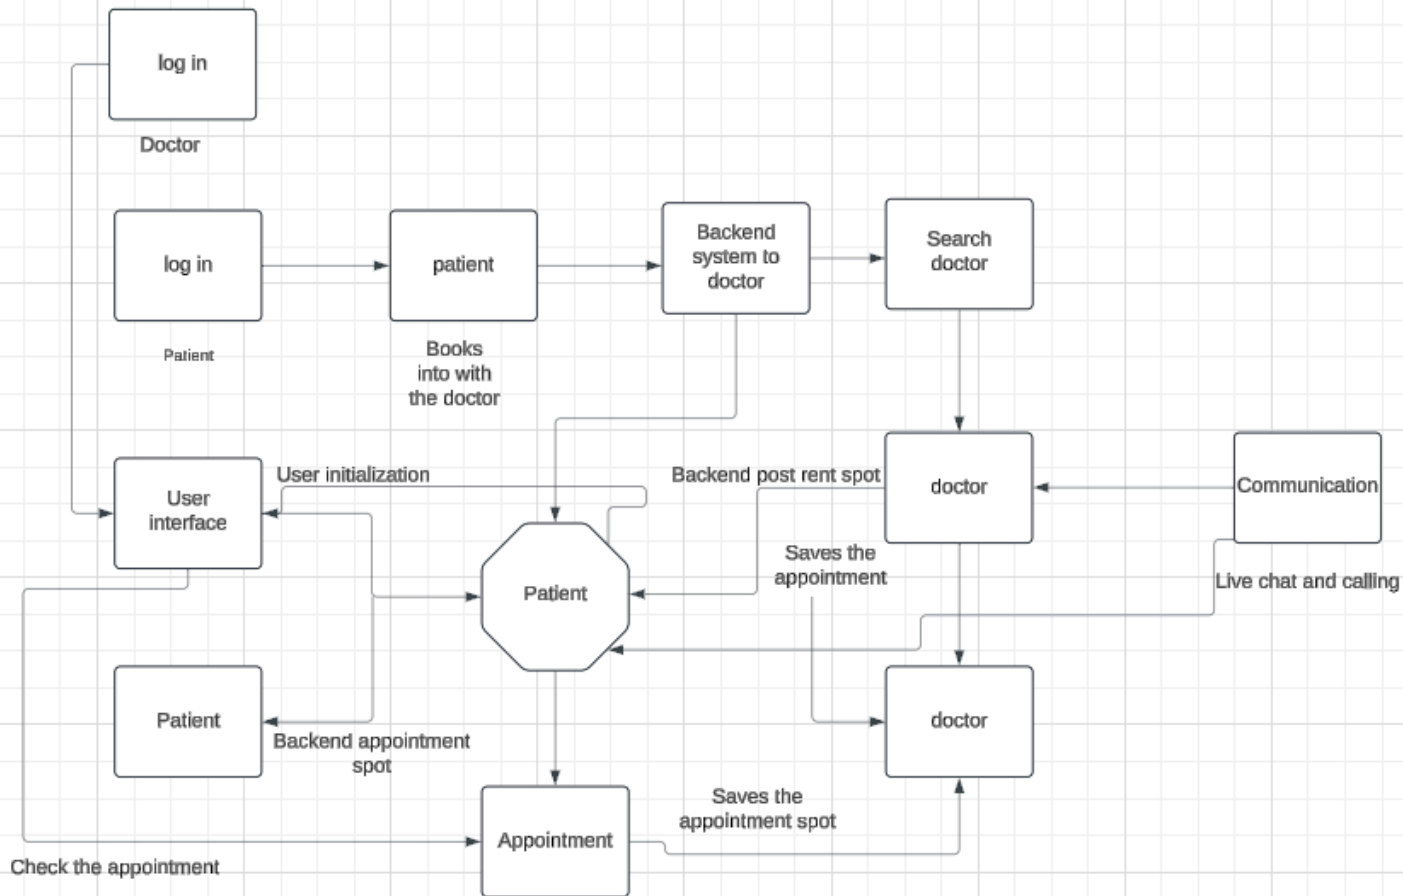 log in
Doctor
log in
patient
Backend
system to
doctor
Search
doctor
Patient
Books
into with
the doctor
User initialization
Backend post rent spot
doctor
Communication
User
interface
Saves the
appointment
Live chat and calling
Patient
Patient
doctor
Backend appointment
spot
Saves the
appointment spot
Appointment
Check the appointment